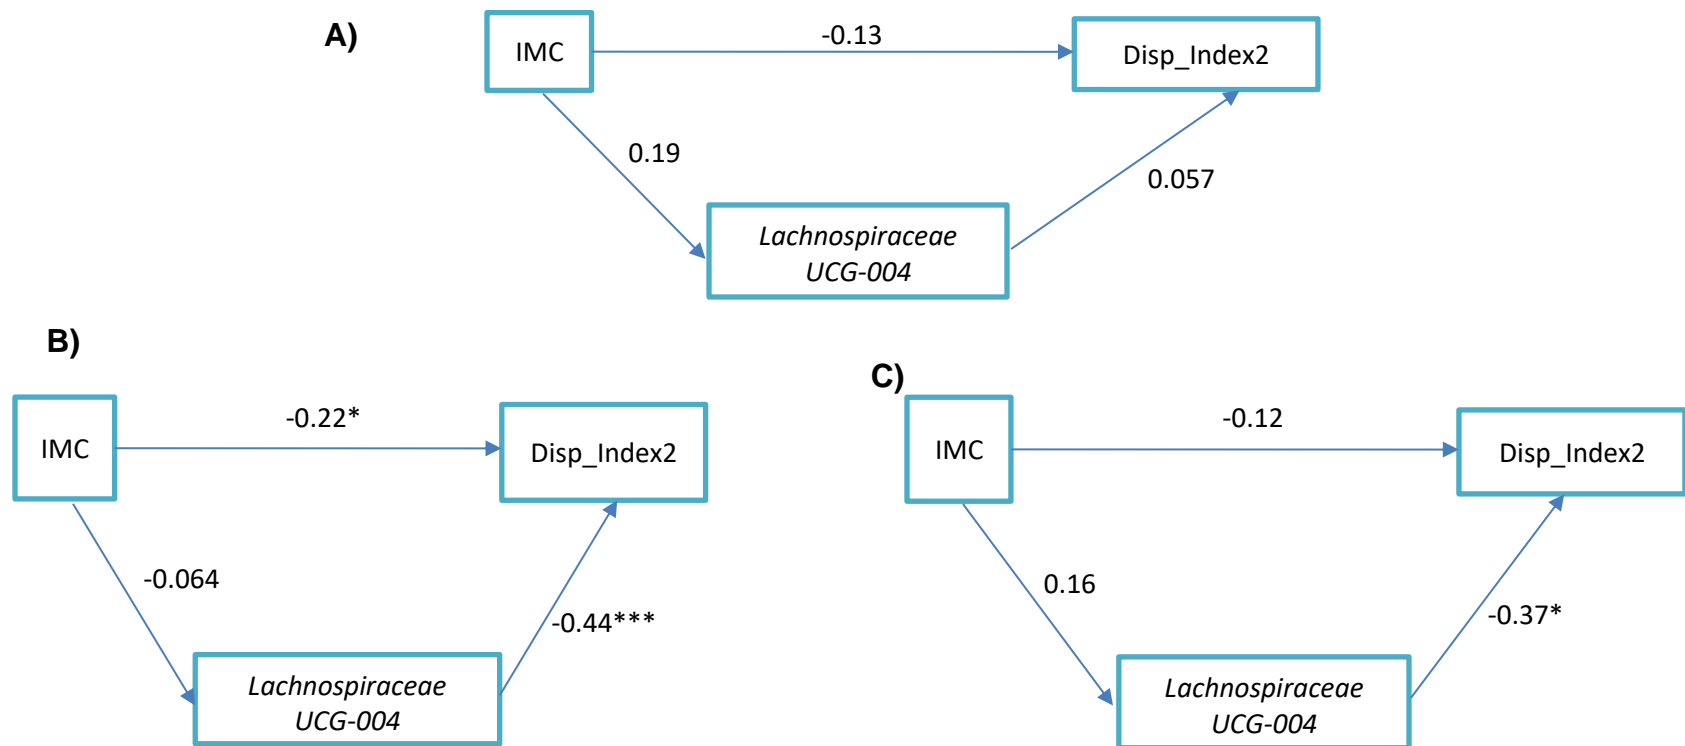 A)
IMC
-0.13
Disp_Index2
0.19
0.057
Lachnospiraceae
UCG-004
B)
IMC
-0.22*
Disp_Index2
-0.064
-0.44***
Lachnospiraceae
UCG-004
C)
IMC
-0.12
Disp_Index2
0.16
-0.37*
Lachnospiraceae
UCG-004